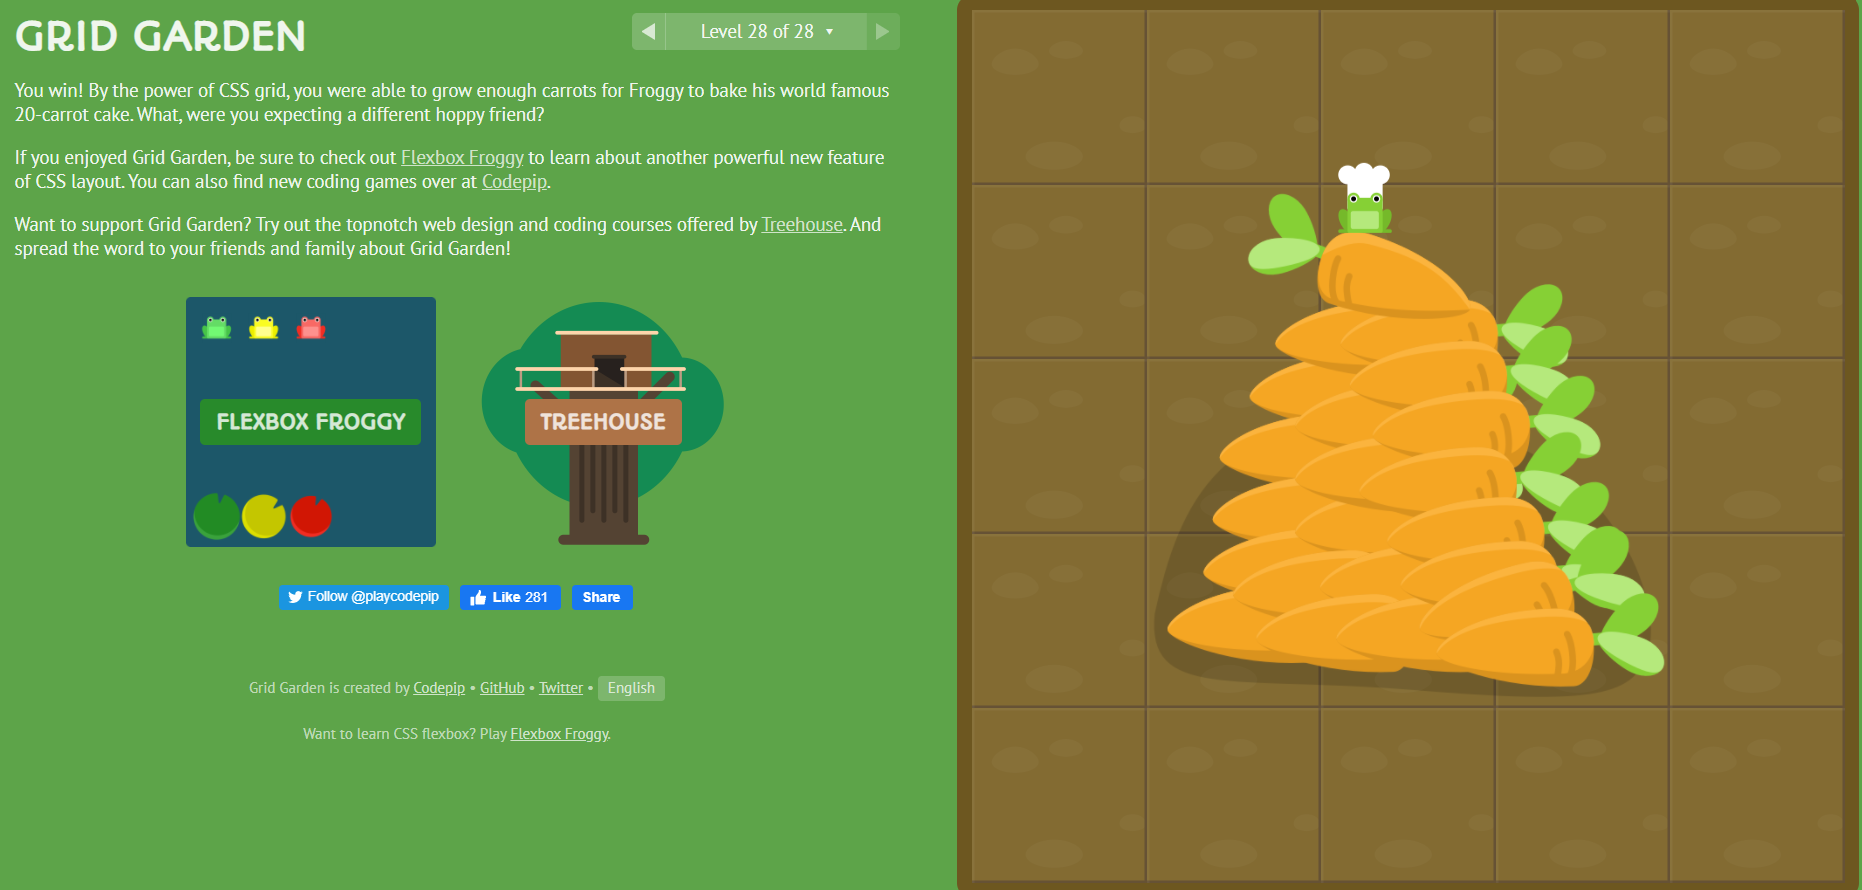 GRID GARDEN
Level 28 of 28
You win! By the power of CSS grid, you were able to grow enough carrots for Froggy to bake his world famous
20-carrot cake. What, were you expecting a different hoppy friend?
If you enjoyed Grid Garden, be sure to check out Flexbox Froggy to learn about another powerful new feature
of CSS layout. You can also find new coding games over at Codepip.
Want to support Grid Garden? Try out the topnotch web design and coding courses offered by Treehouse. And
spread the word to your friends and family about Grid Garden!
FLEXBOX FROGGY
TREEHOUSE
Follow @playcodepip
Like 281
Share
Grid Garden is created by Codepip • GitHub • Twitter • English
Want to learn CSS flexbox? Play Flexbox Froggy.